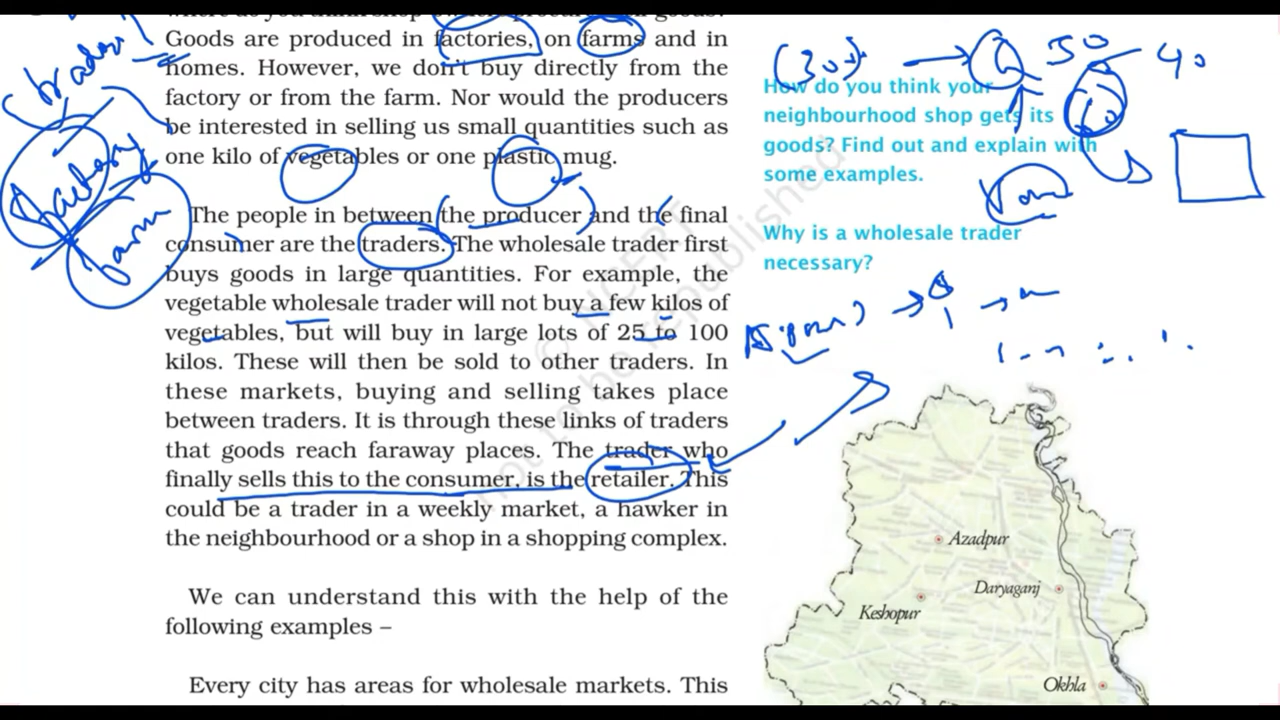 Goods are produced in factories, on farms and in
homes. However, we don't buy directly from the
factory or from the farm. Nor would the producers
be interested in selling us small quantities such as
one kilo of vegetables or one plastic mug.
The people in between the producer and the final
consumer are the traders. The wholesale trader first
buys goods in large quantities. For example, the
vegetable wholesale trader will not buy a few kilos of
vegetables, but will buy in large lots of 25 to 100
kilos. These will then be sold to other traders. In
these markets, buying and selling takes place
between traders. It is through these links of traders
that goods reach faraway places. The trader who
finally sells this to the consumer, is the retailer. This
could be a trader in a weekly market, a hawker in
the neighbourhood or a shop in a shopping complex.
We can understand this with the help of the
following examples –
Every city has areas for wholesale markets. This
trader
factory
farm
30
50
40
How do you think your
neighbourhood shop gets its
goods? Find out and explain with
some examples.
Why is a wholesale trader
necessary?
Azadpur
Daryaganj
Keshopur
Okhla
© NCERT
not to be republished